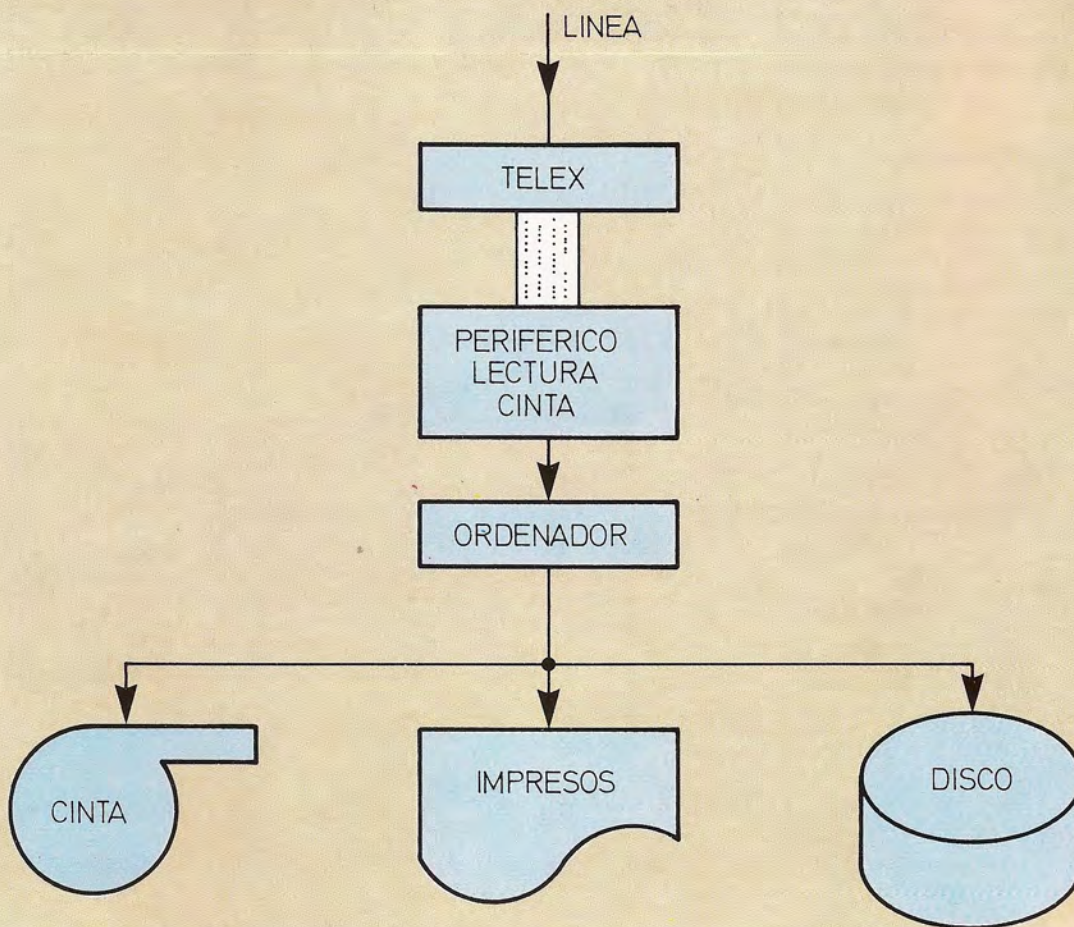 LINEA
TELEX
PERIFERICO
LECTURA
CINTA
ORDENADOR
CINTA
IMPRESOS
DISCO